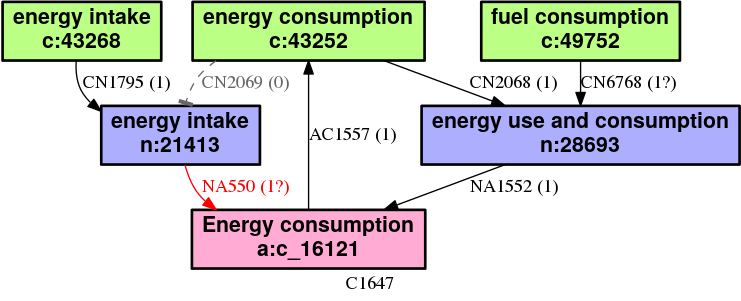 energy intake
c:43268
energy consumption
c:43252
fuel consumption
c:49752
CN1795 (1)
CN2069 (0)
CN2068 (1)
CN6768 (1?)
energy intake
n:21413
AC1557 (1)
energy use and consumption
n:28693
NA550 (1?)
NA1552 (1)
Energy consumption
a:c_16121
C1647